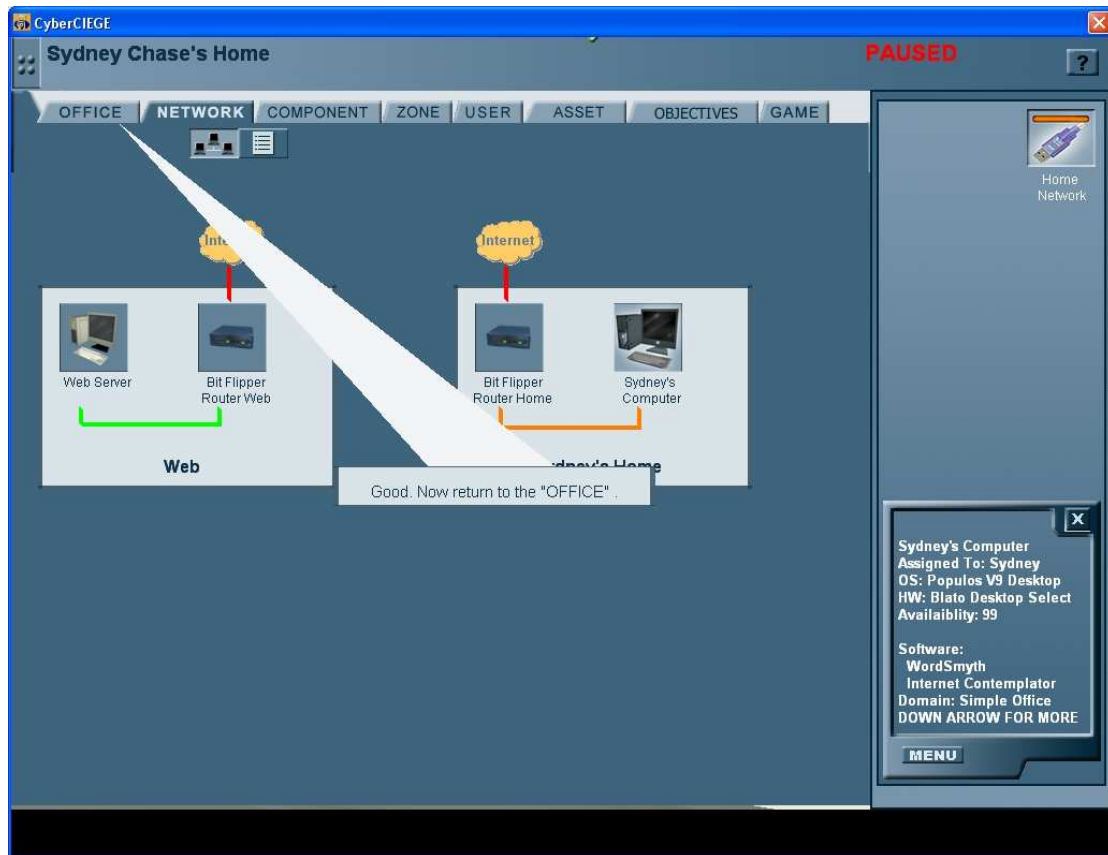 CyberCIEGE
Sydney Chase's Home
PAUSED
?
OFFICE NETWORK COMPONENT ZONE USER ASSET OBJECTIVES GAME
Home
Network
Internet
Web Server
Bit Flipper
Router Web
Bit Flipper
Router Home
Sydney's
Computer
Web
Home
Good. Now return to the "OFFICE" .
X
Sydney's Computer
Assigned To: Sydney
OS: Populos V9 Desktop
HW: Blato Desktop Select
Availaiblity: 99
Software:
WordSmyth
Internet Contemplator
Domain: Simple Office
DOWN ARROW FOR MORE
MENU